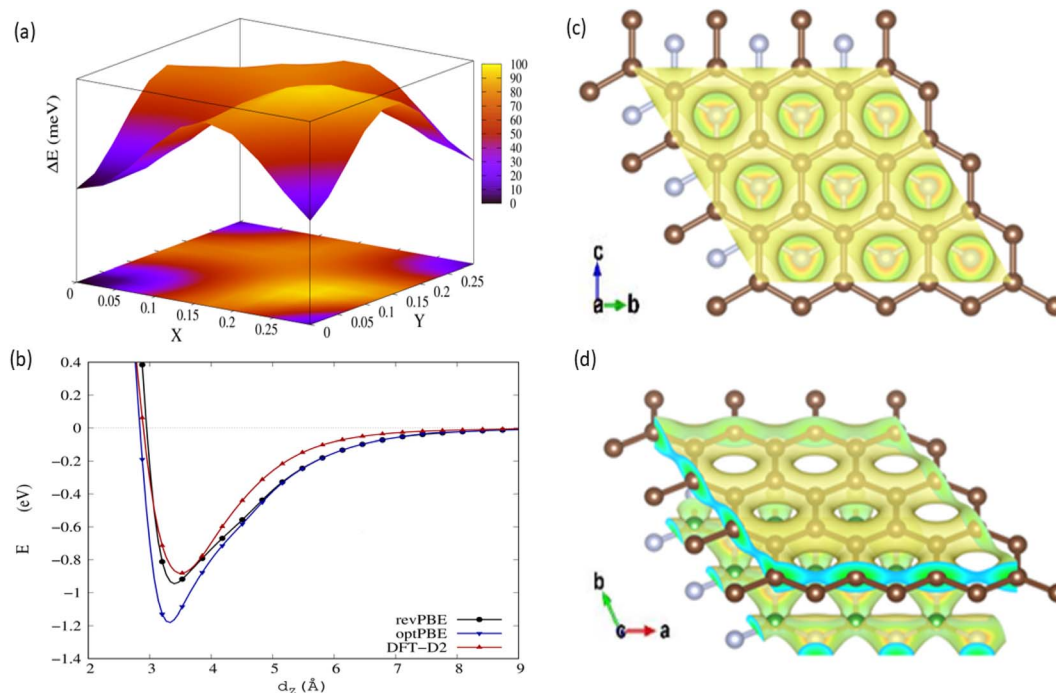 (a)
ΔE (meV)
100
90
80
70
60
50
40
30
20
10
0
0
0.05
0.1
0.15
0.2
0.25
X
0
0.05
0.1
0.15
0.2
0.25
Y
(b)
0.4
0.2
0
−0.2
−0.4
−0.6
−0.8
−1
−1.2
−1.4
E (eV)
revPBE
optPBE
DFT−D2
2 3 4 5 6 7 8 9
dz(Å)
(c)
c
a b
(d)
b
c a